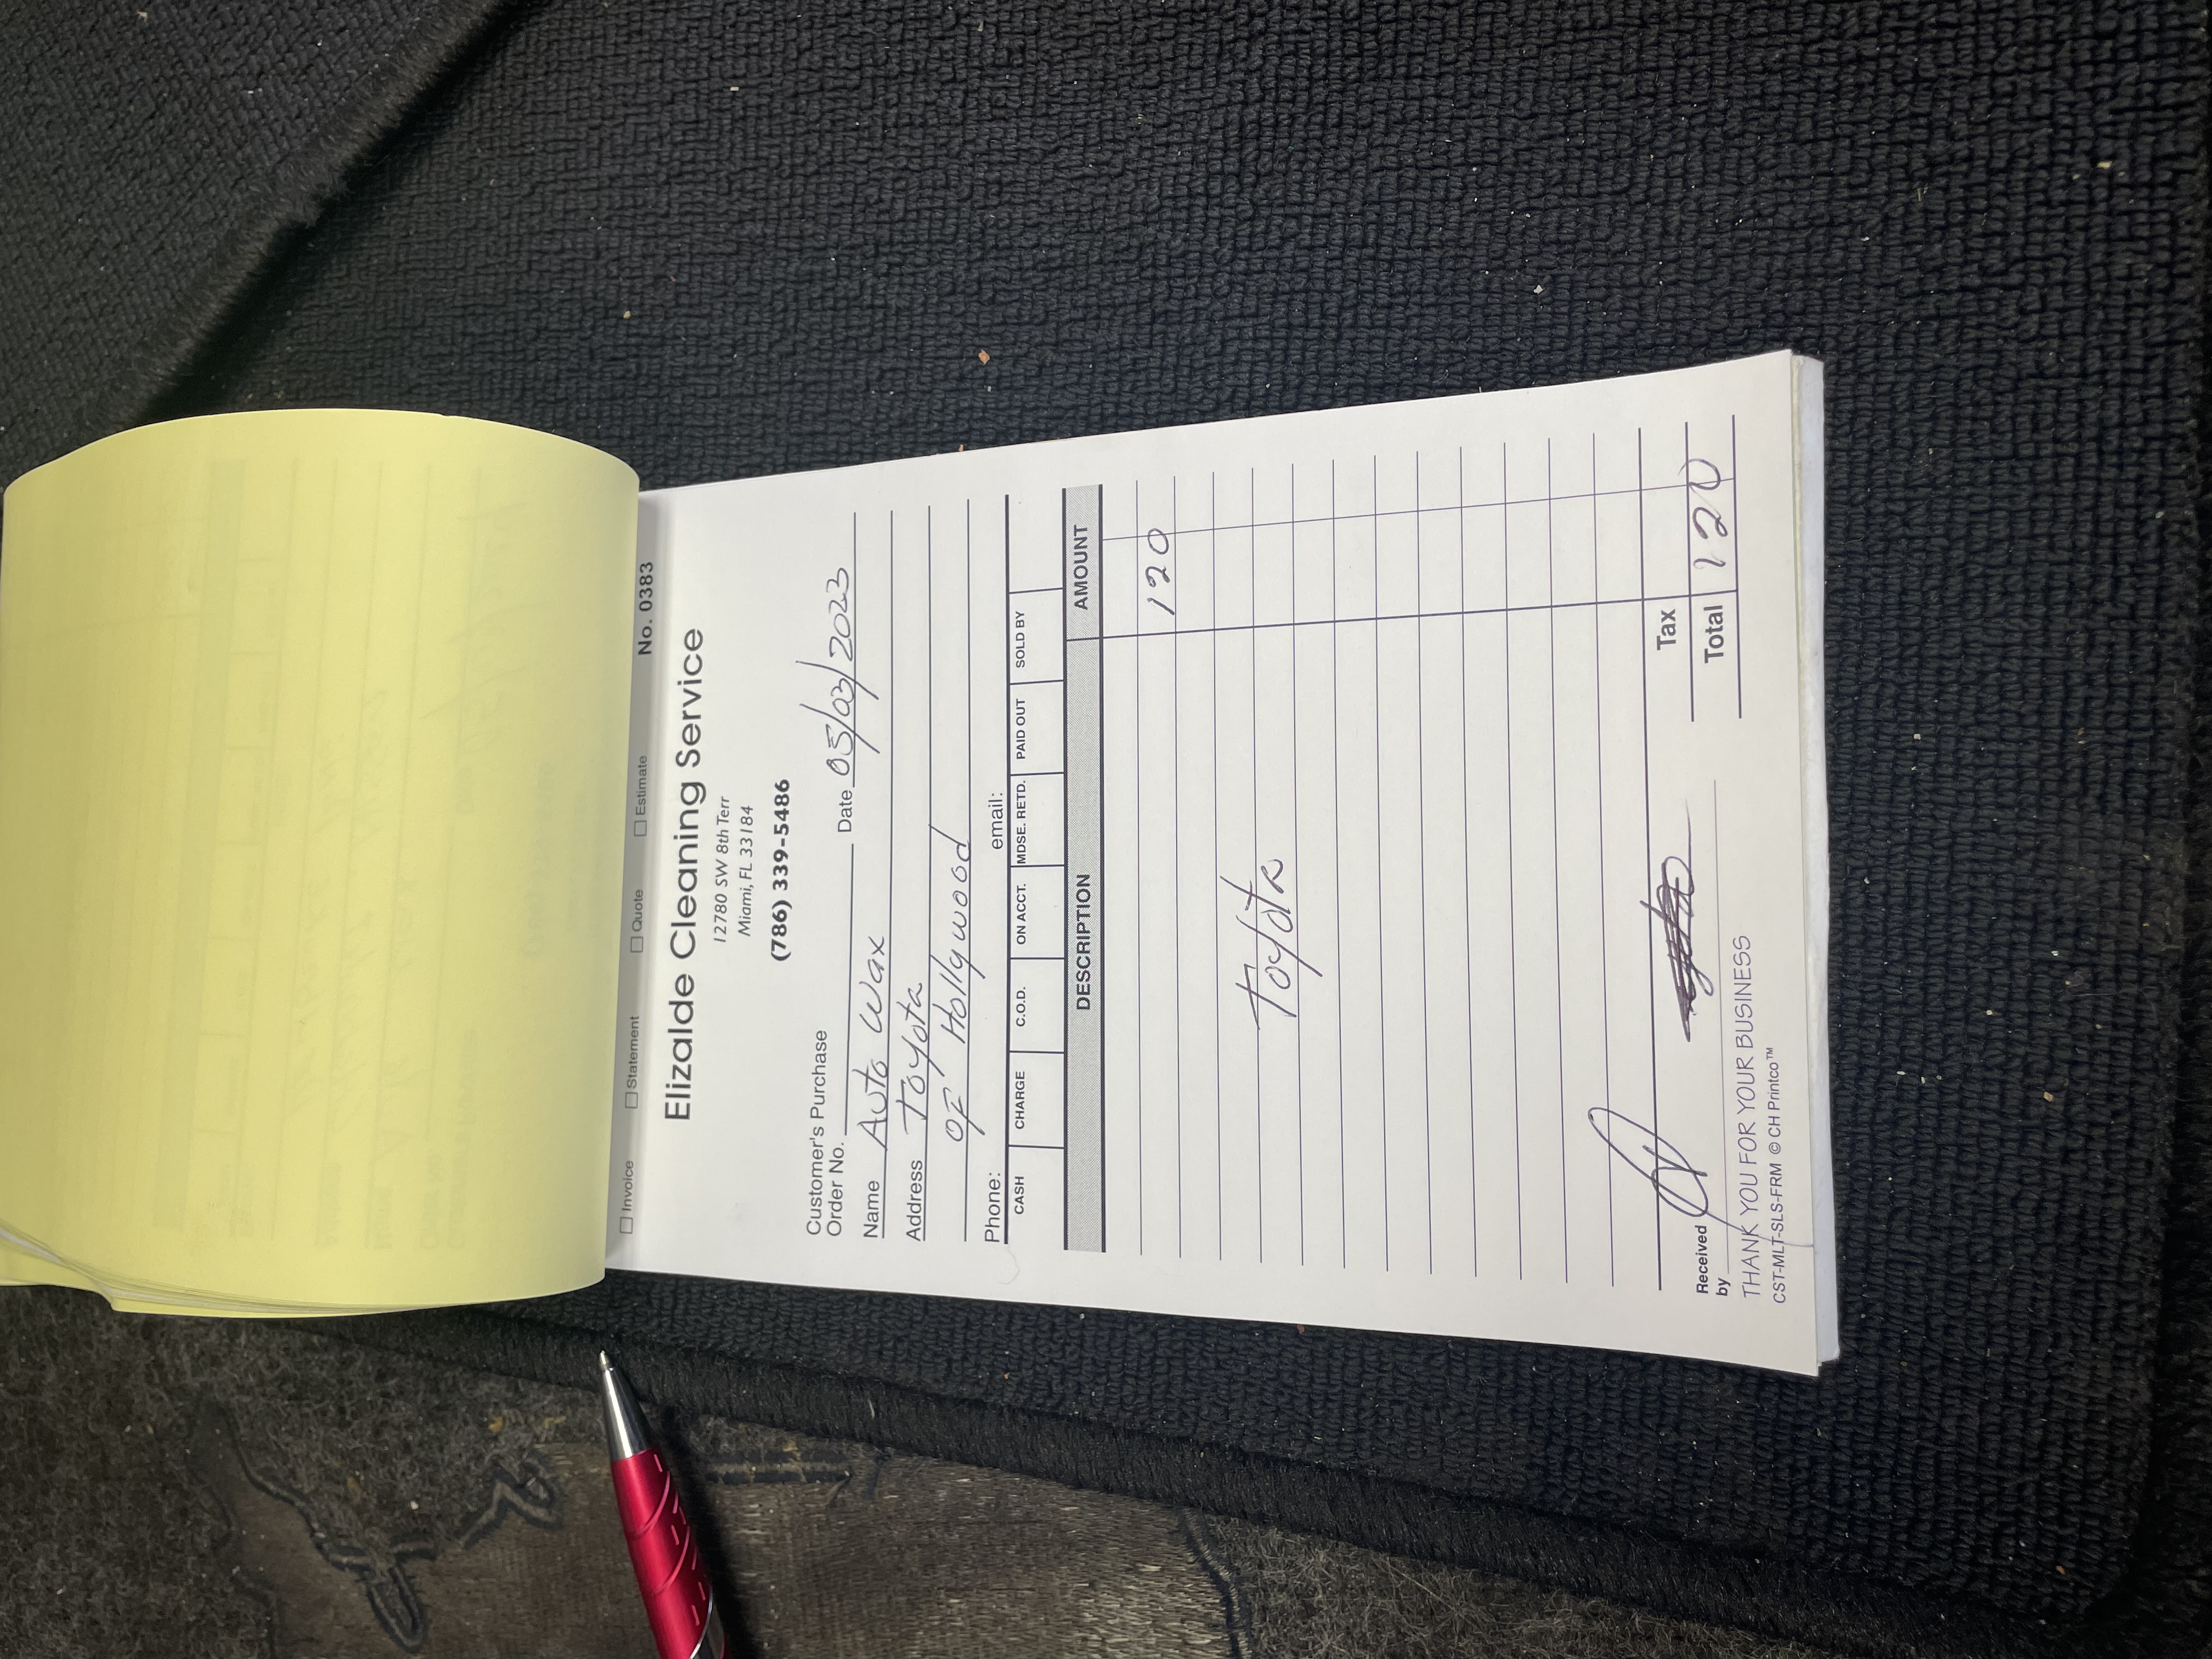 ☐ Invoice ☐ Statement ☐ Quote ☐ Estimate No. 0383
Elizalde Cleaning Service
12780 SW 8th Terr
Miami, FL 33184
(786) 339-5486
Customer's Purchase
Order No. Date 05/03/2023
Name Auto Wax
Address Toyota
of Hollywood
Phone: email:
CASH CHARGE C.O.D. ON ACCT. MDSE. RETD. PAID OUT SOLD BY
DESCRIPTION AMOUNT
120
Toyota
Tax
Received
by
Total 120
THANK YOU FOR YOUR BUSINESS
CST-MLT-SLS-FRM © CH Printco™